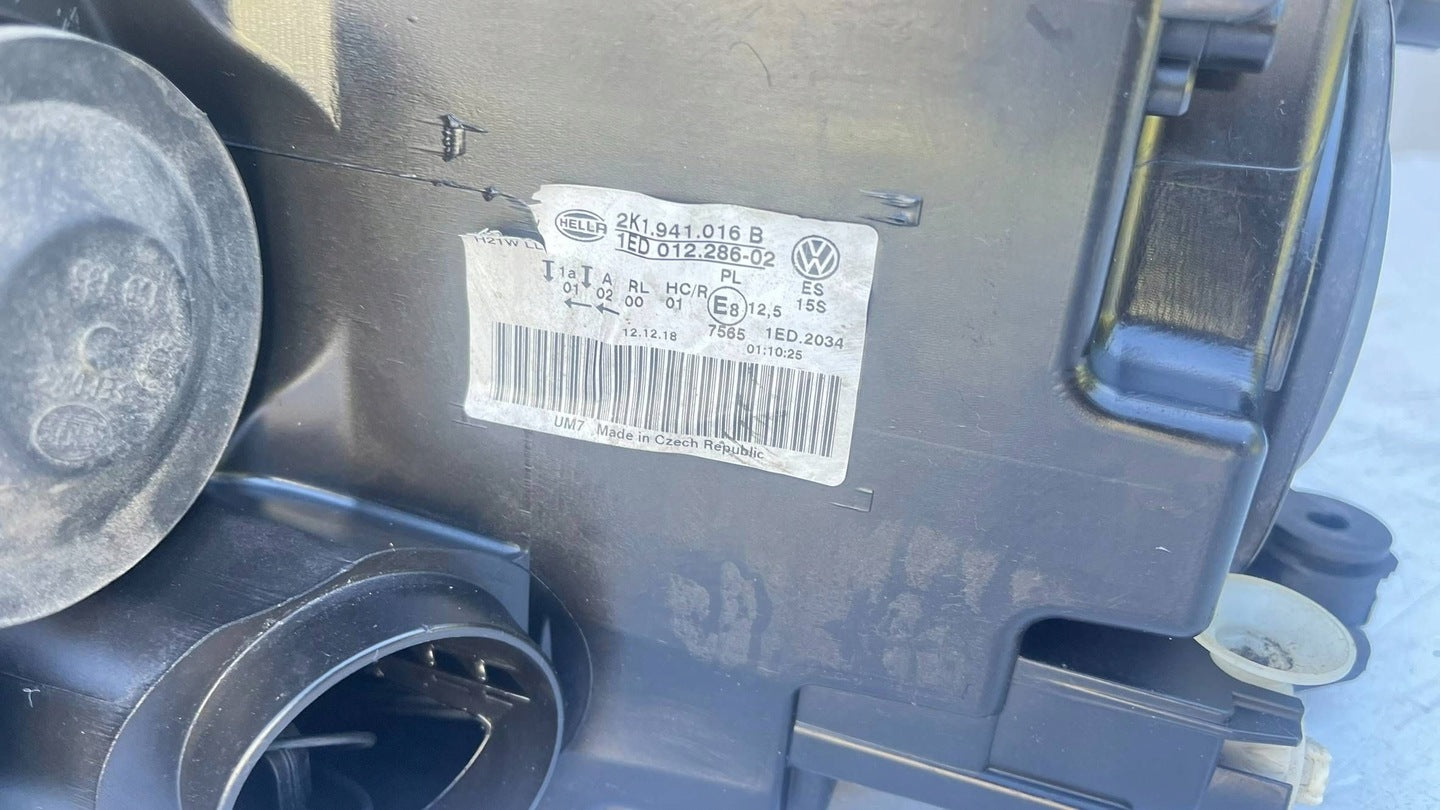 HELLA
2K1.941.016 B
1ED 012.286-02
H21W
1a A RL HC/R PL ES
01 02 00 01 E8 12,5 15S
12.12.18 7565 1ED.2034
01:10:25
UM7 Made in Czech Republic